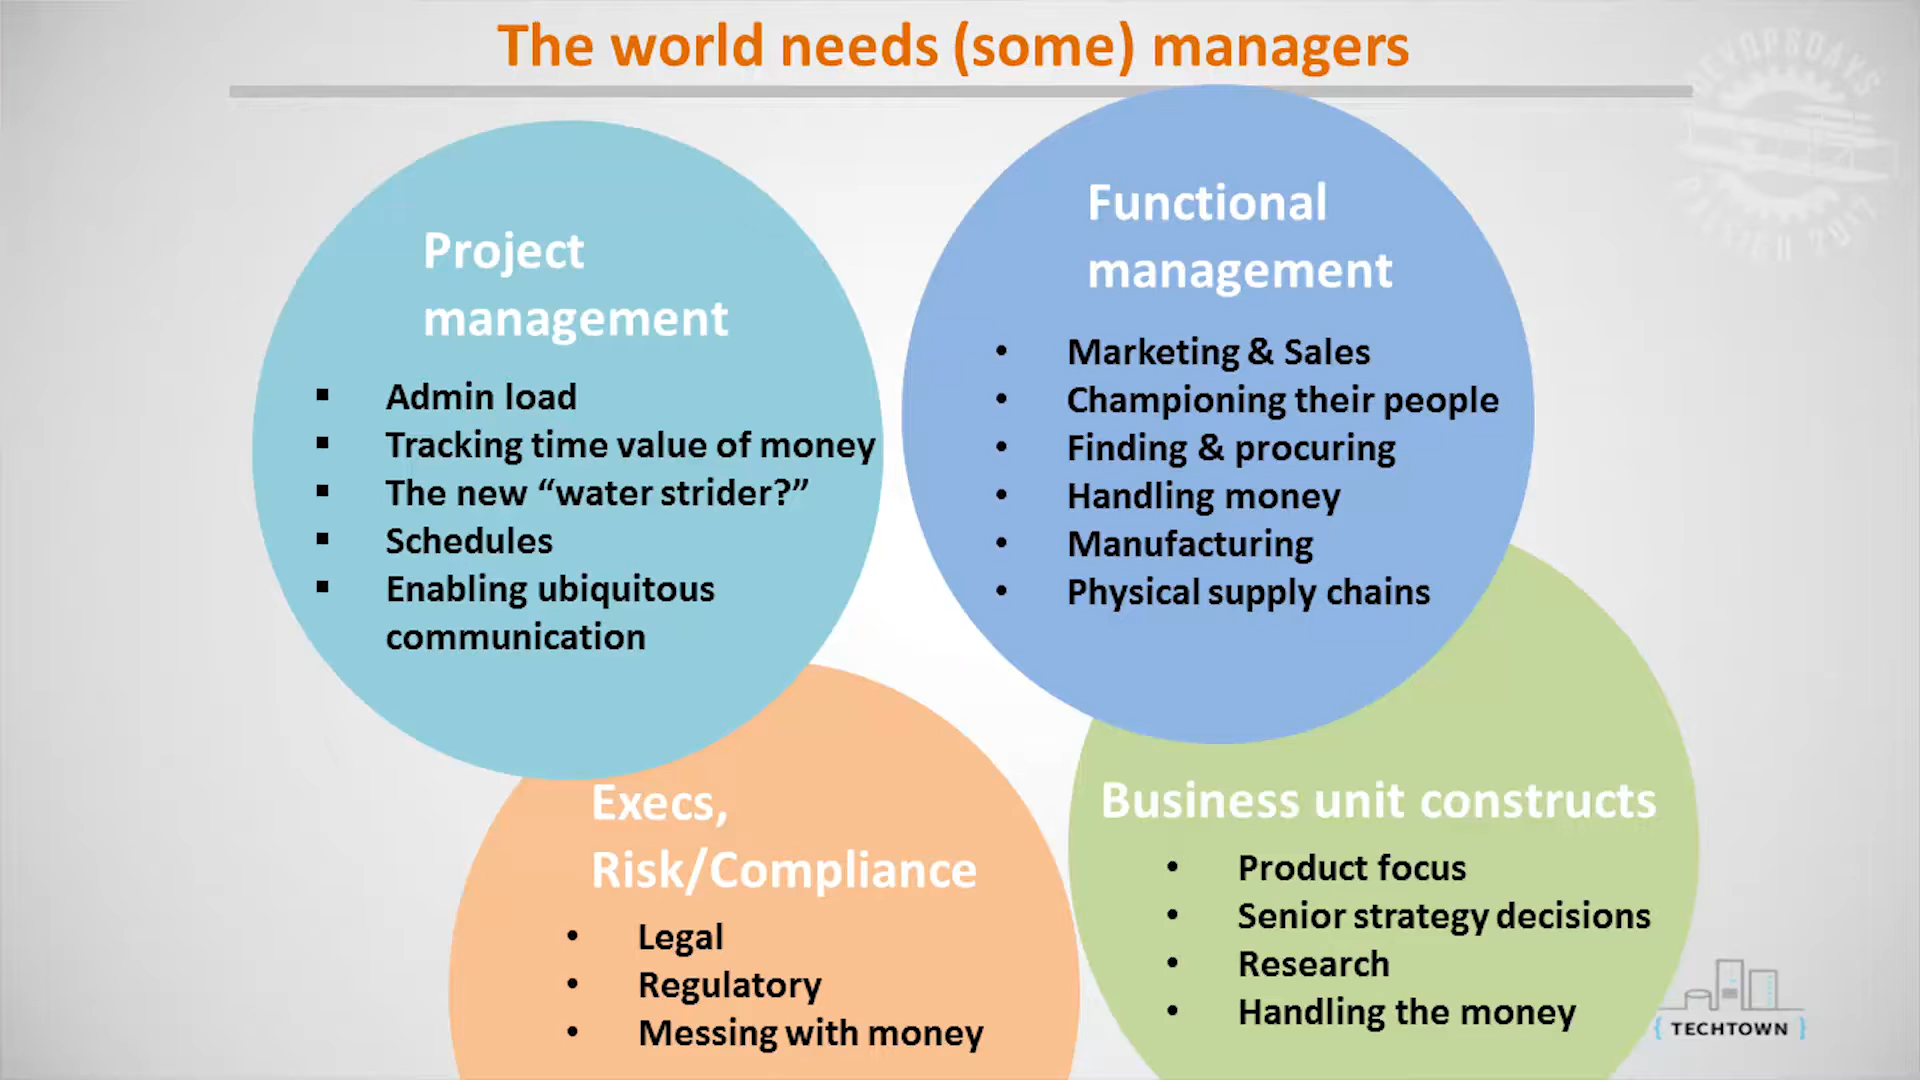 The world needs (some) managers
Project
management
Admin load
Tracking time value of money
The new “water strider?”
Schedules
Enabling ubiquitous
communication
Functional
management
• Marketing & Sales
• Championing their people
• Finding & procuring
• Handling money
• Manufacturing
• Physical supply chains
Execs,
Risk/Compliance
• Legal
• Regulatory
• Messing with money
Business unit constructs
• Product focus
• Senior strategy decisions
• Research
• Handling the money
DEVOPSDAYS
RALEIGH 2017
{ TECHTOWN }